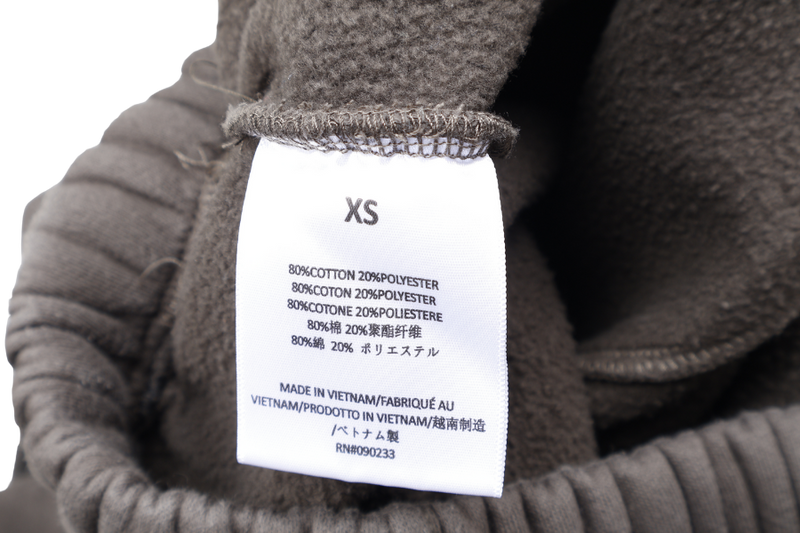 XS
80%COTTON 20%POLYESTER
80%COTON 20%POLYESTER
80%COTONE 20%POLIESTERE
80%棉 20%聚酯纤维
80%綿 20% ポリエステル
MADE IN VIETNAM/FABRIQUÉ AU
VIETNAM/PRODOTTO IN VIETNAM/越南制造
/ベトナム製
RN#090233